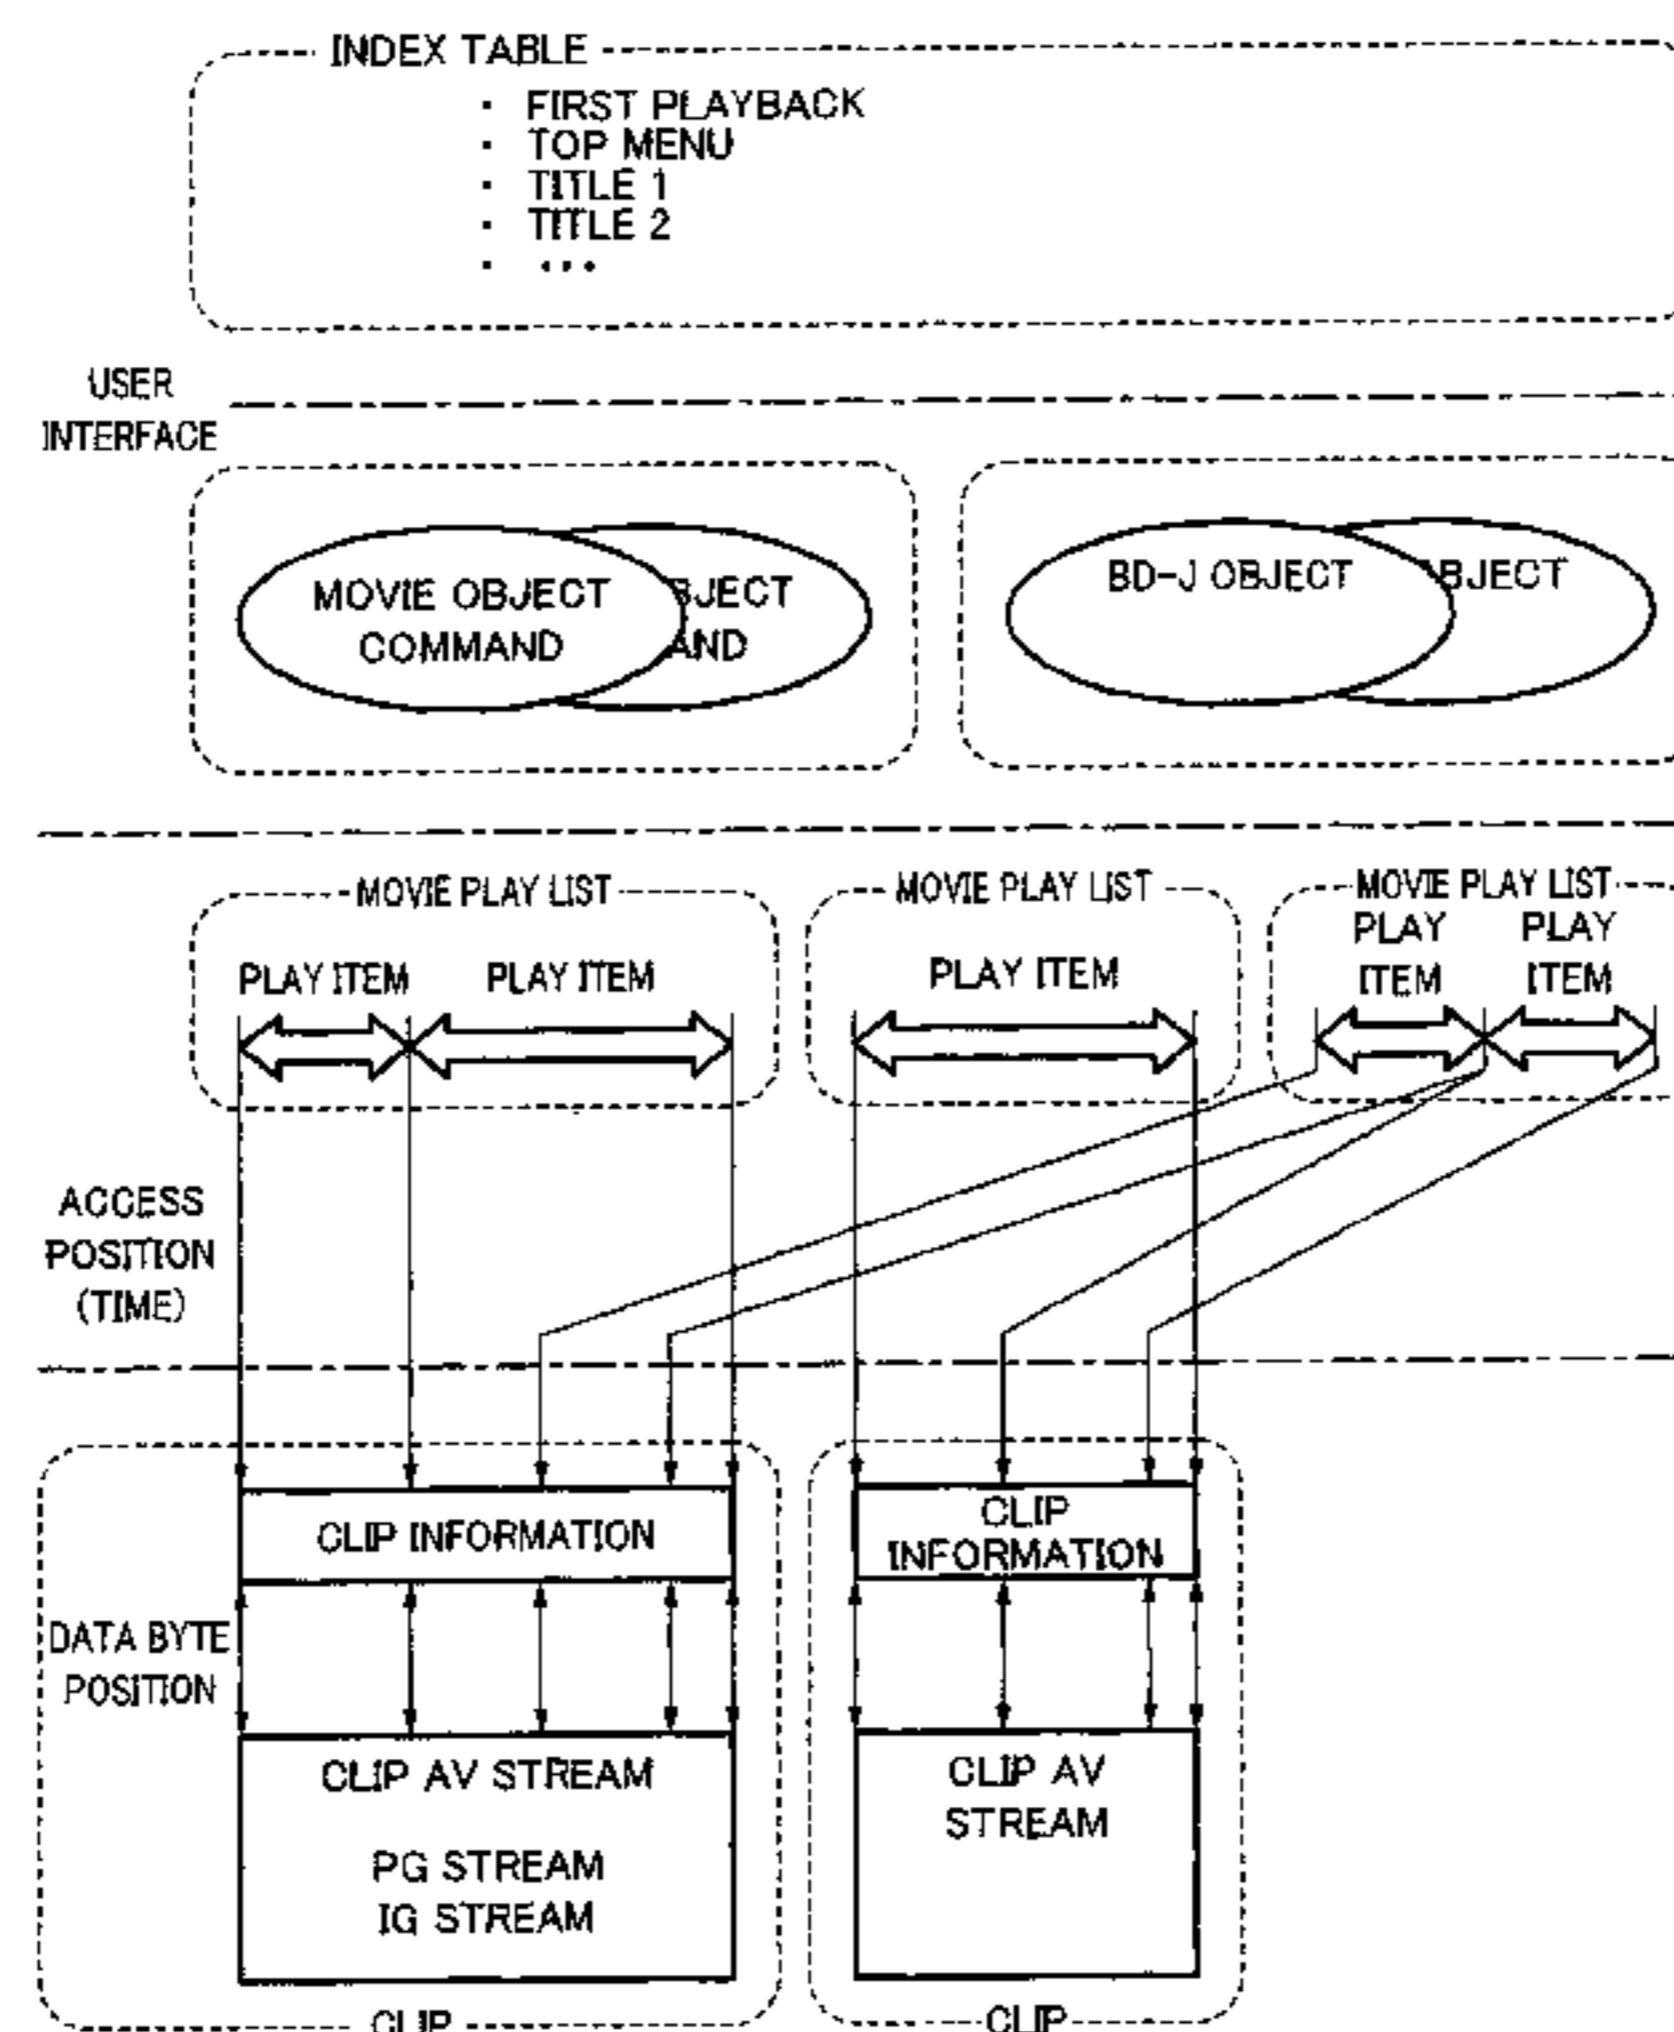 INDEX TABLE
· FIRST PLAYBACK
· TOP MENU
· TITLE 1
· TITLE 2
· ...
USER
INTERFACE
MOVIE OBJECT
COMMAND
BJECT
AND
BD-J OBJECT
BJECT
MOVIE PLAY LIST
PLAY ITEM
PLAY ITEM
MOVIE PLAY LIST
PLAY ITEM
MOVIE PLAY LIST
PLAY
ITEM
PLAY
ITEM
ACCESS
POSITION
(TIME)
CLIP INFORMATION
CLIP
INFORMATION
DATA BYTE
POSITION
CLIP AV STREAM
PG STREAM
IG STREAM
CLIP AV
STREAM
CLIP
CLIP